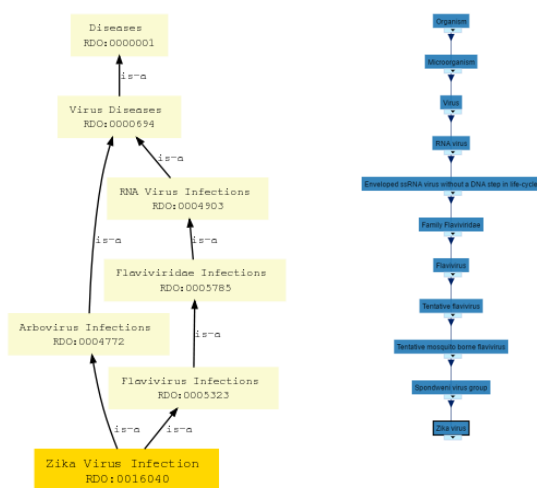 Diseases
RDO:0000001
is-a
Virus Diseases
RDO:0000694
is-a
RNA Virus Infections
RDO:0004903
is-a
is-a
Flaviviridae Infections
RDO:0005785
is-a
Arbovirus Infections
RDO:0004772
Flavivirus Infections
RDO:0005323
is-a
is-a
Zika Virus Infection
RDO:0016040
Organism
Microorganism
Virus
RNA virus
Enveloped ssRNA virus without a DNA step in life-cycle
Family Flaviviridae
Flavivirus
Tentative flavivirus
Tentative mosquito borne flavivirus
Spondweni virus group
Zika virus